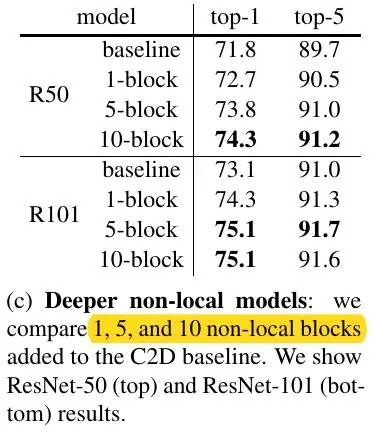 model top-1 top-5
baseline 71.8 89.7
1-block 72.7 90.5
R50
5-block 73.8 91.0
10-block 74.3 91.2
baseline 73.1 91.0
1-block 74.3 91.3
R101
5-block 75.1 91.7
10-block 75.1 91.6
(c) Deeper non-local models: we
compare 1, 5, and 10 non-local blocks
added to the C2D baseline. We show
ResNet-50 (top) and ResNet-101 (bot-
tom) results.